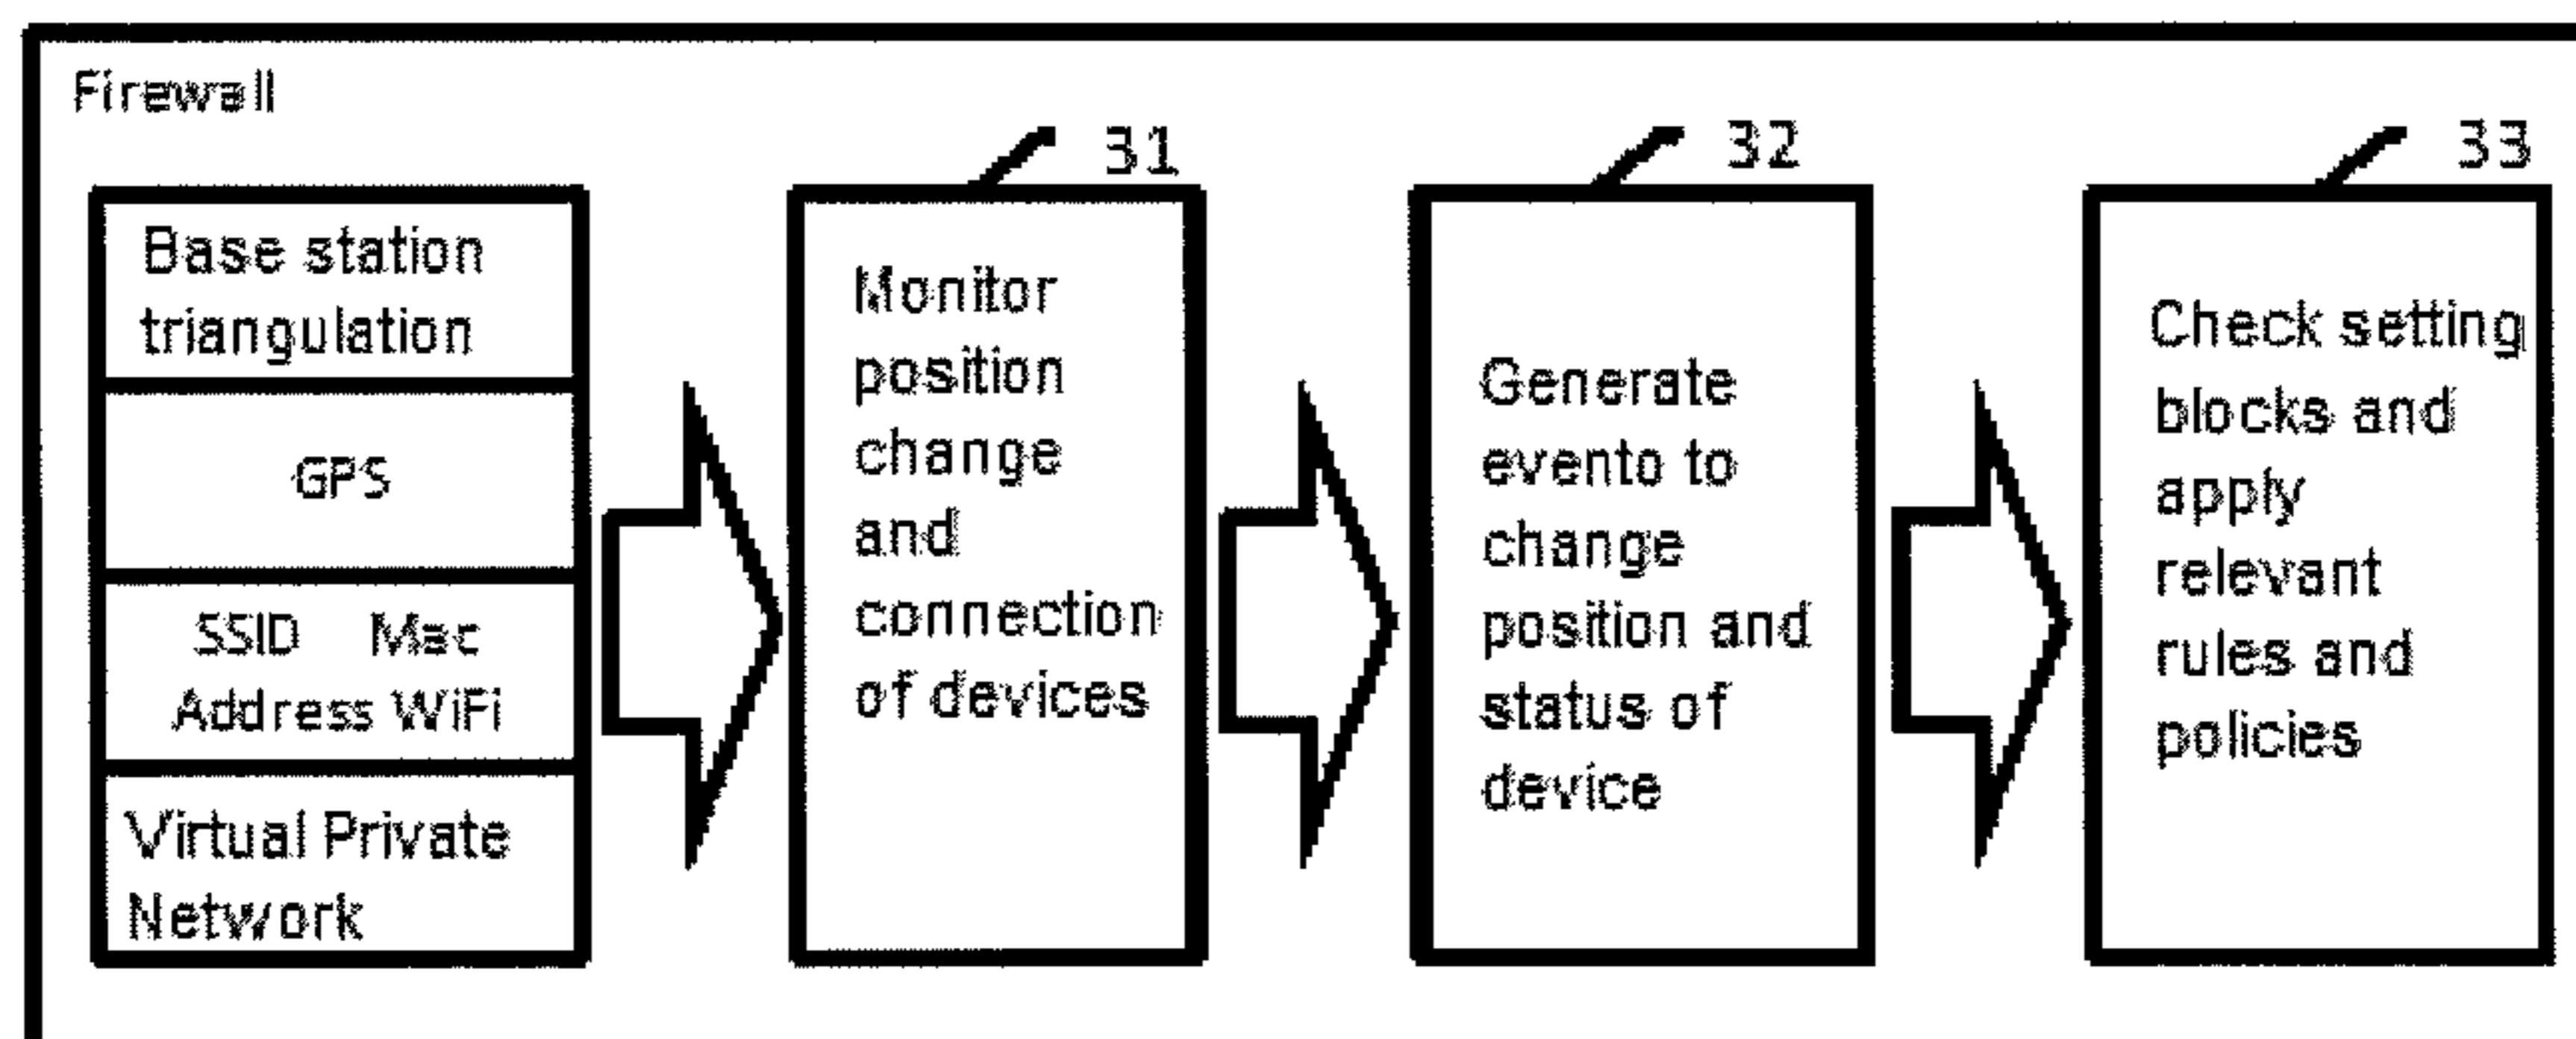 Firewall
31
32
33
Base station
triangulation
GPS
SSID Mac
Address WiFi
Virtual Private
Network
Monitor
position
change
and
connection
of devices
Generate
evento to
change
position and
status of
device
Check setting
blocks and
apply
relevant
rules and
policies